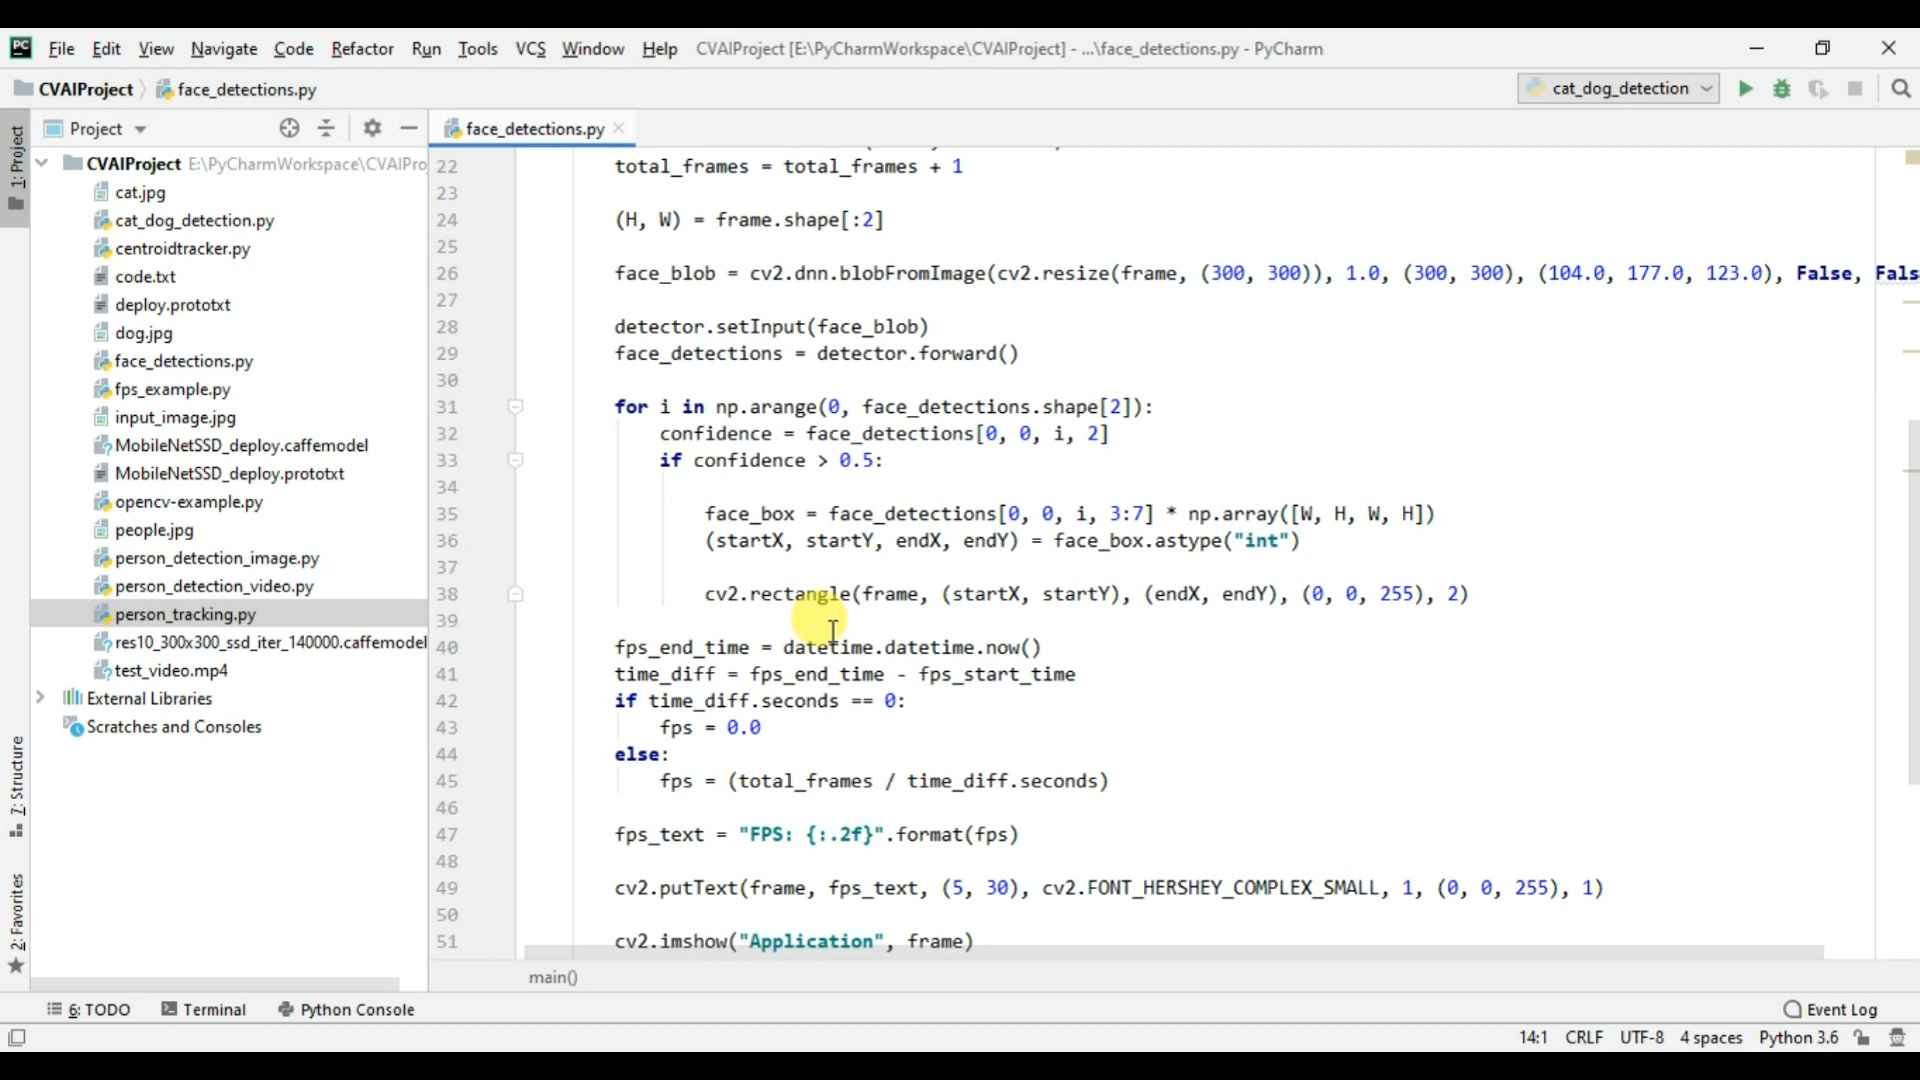 File Edit View Navigate Code Refactor Run Tools VCS Window Help CVAIProject [E:\PyCharmWorkspace\CVAIProject] - ...\face_detections.py - PyCharm
CVAIProject face_detections.py cat_dog_detection
1: Project
Project
face_detections.py
CVAIProject E:\PyCharmWorkspace\CVAIPro
cat.jpg
cat_dog_detection.py
centroidtracker.py
code.txt
deploy.prototxt
dog.jpg
face_detections.py
fps_example.py
input_image.jpg
MobileNetSSD_deploy.caffemodel
MobileNetSSD_deploy.prototxt
opencv-example.py
people.jpg
person_detection_image.py
person_detection_video.py
person_tracking.py
res10_300x300_ssd_iter_140000.caffemodel
test_video.mp4
External Libraries
Scratches and Consoles
7: Structure
2: Favorites
22 total_frames = total_frames + 1
23
24 (H, W) = frame.shape[:2]
25
26 face_blob = cv2.dnn.blobFromImage(cv2.resize(frame, (300, 300)), 1.0, (300, 300), (104.0, 177.0, 123.0), False, Fals
27
28 detector.setInput(face_blob)
29 face_detections = detector.forward()
30
31 for i in np.arange(0, face_detections.shape[2]):
32 confidence = face_detections[0, 0, i, 2]
33 if confidence > 0.5:
34
35 face_box = face_detections[0, 0, i, 3:7] * np.array([W, H, W, H])
36 (startX, startY, endX, endY) = face_box.astype("int")
37
38 cv2.rectangle(frame, (startX, startY), (endX, endY), (0, 0, 255), 2)
39
40 fps_end_time = datetime.datetime.now()
41 time_diff = fps_end_time - fps_start_time
42 if time_diff.seconds == 0:
43 fps = 0.0
44 else:
45 fps = (total_frames / time_diff.seconds)
46
47 fps_text = "FPS: {:.2f}".format(fps)
48
49 cv2.putText(frame, fps_text, (5, 30), cv2.FONT_HERSHEY_COMPLEX_SMALL, 1, (0, 0, 255), 1)
50
51 cv2.imshow("Application", frame)
main()
6: TODO Terminal Python Console Event Log
14:1 CRLF UTF-8 4 spaces Python 3.6